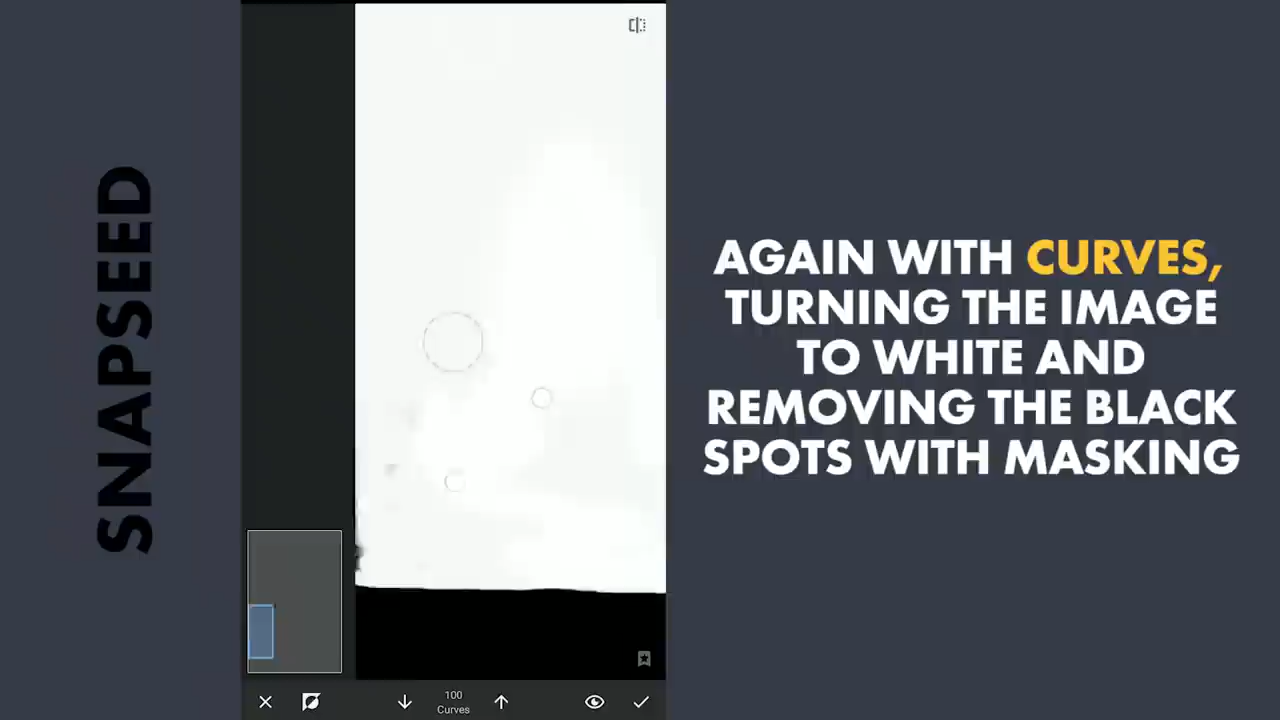 SNAPSEED
AGAIN WITH CURVES,
TURNING THE IMAGE
TO WHITE AND
REMOVING THE BLACK
SPOTS WITH MASKING
100
Curves